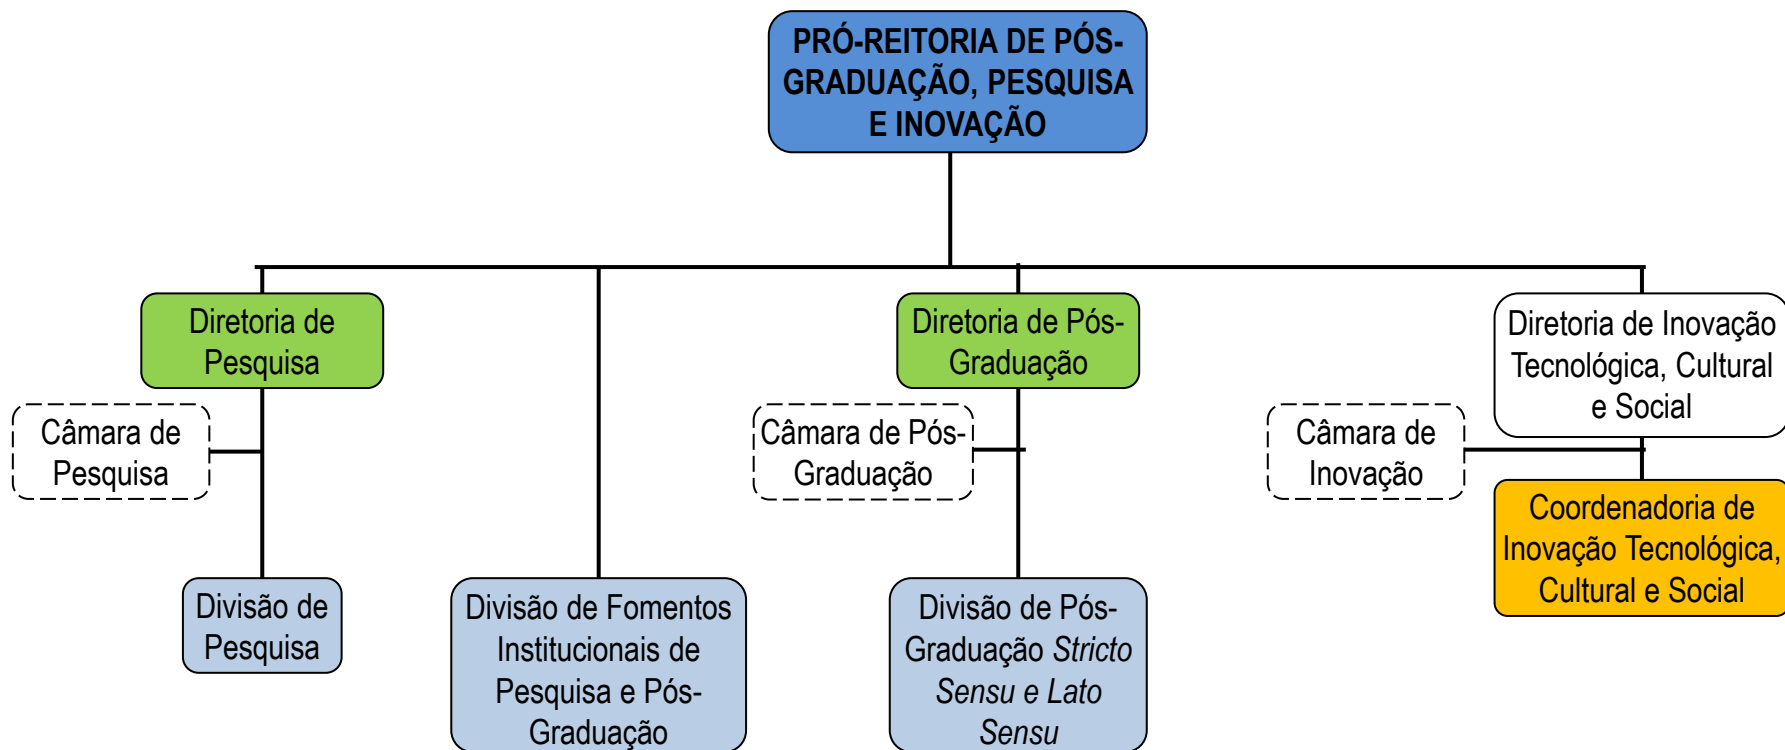 PRÓ-REITORIA DE PÓS-
GRADUAÇÃO, PESQUISA
E INOVAÇÃO
Diretoria de
Pesquisa
Diretoria de Pós-
Graduação
Diretoria de Inovação
Tecnológica, Cultural
e Social
Câmara de
Pesquisa
Câmara de Pós-
Graduação
Câmara de
Inovação
Coordenadoria de
Inovação Tecnológica,
Cultural e Social
Divisão de
Pesquisa
Divisão de Fomentos
Institucionais de
Pesquisa e Pós-
Graduação
Divisão de Pós-
Graduação Stricto
Sensu e Lato
Sensu